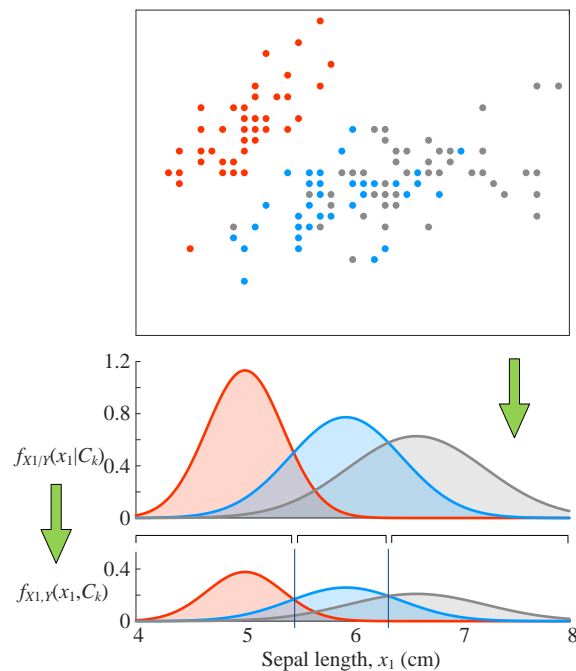 1.2
0.8
f_{X1/Y}(x_1|C_k)
0.4
0
0.4
f_{X1,Y}(x_1,C_k)
0
4 5 6 7 8
Sepal length, x_1 (cm)